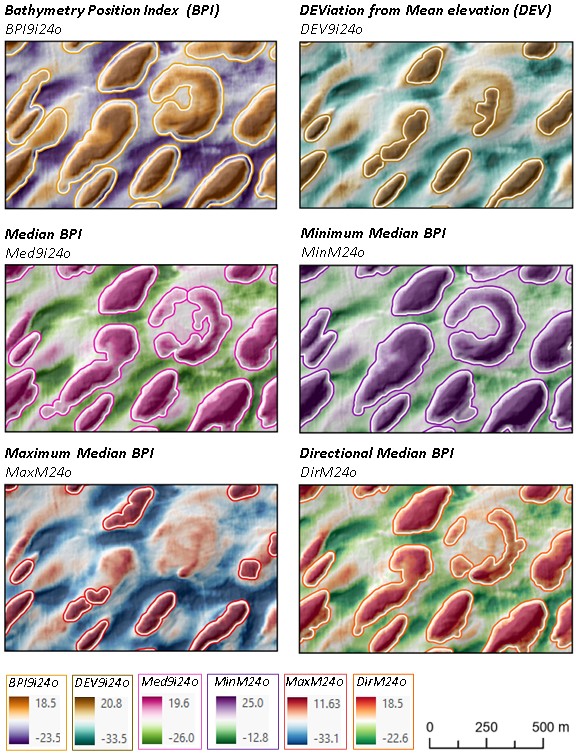 Bathymetry Position Index (BPI)
BPI9i24o
DEViation from Mean elevation (DEV)
DEV9i24o
Median BPI
Med9i24o
Minimum Median BPI
MinM24o
Maximum Median BPI
MaxM24o
Directional Median BPI
DirM24o
BPI9i24o DEV9i24o Med9i24o MinM24o MaxM24o DirM24o
18.5 20.8 19.6 25.0 11.63 18.5
-23.5 -33.5 -26.0 -12.8 -33.1 -22.6
0 250 500 m